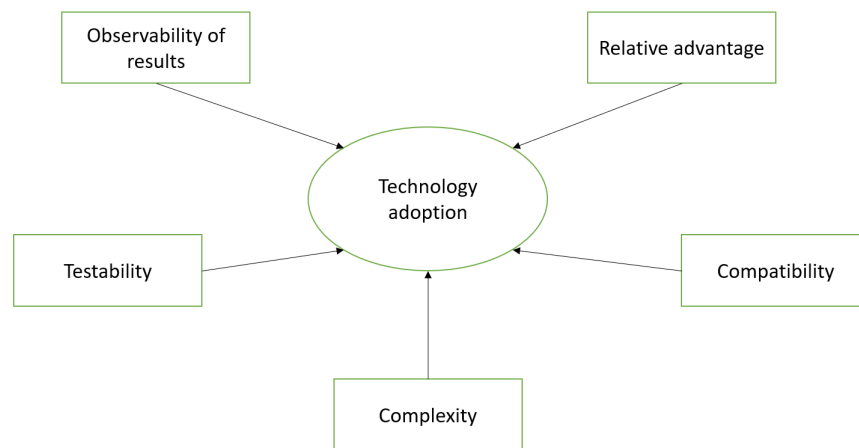 Observability of
results
Relative advantage
Technology
adoption
Testability
Compatibility
Complexity